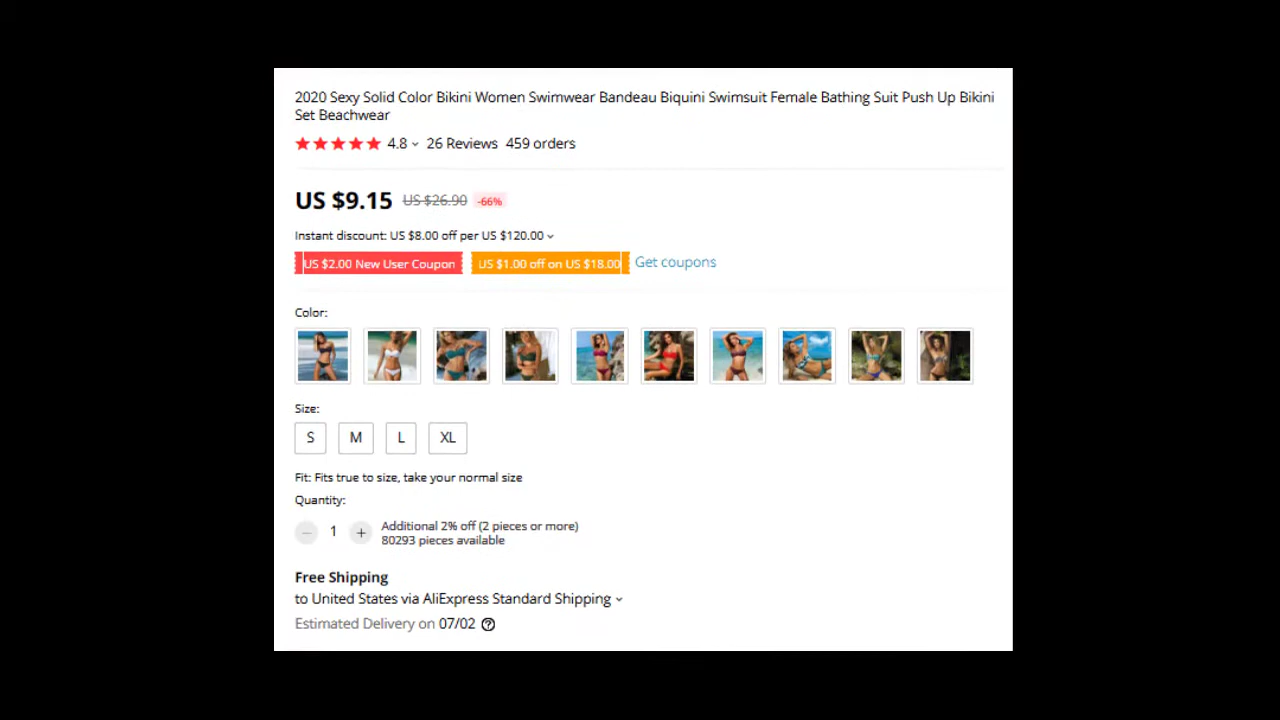 2020 Sexy Solid Color Bikini Women Swimwear Bandeau Biquini Swimsuit Female Bathing Suit Push Up Bikini
Set Beachwear
4.8 26 Reviews 459 orders
US $9.15 US $26.90 -66%
Instant discount: US $8.00 off per US $120.00
US $2.00 New User Coupon US $1.00 off on US $18.00 Get coupons
Color:
Size:
S M L XL
Fit: Fits true to size, take your normal size
Quantity:
− 1 + Additional 2% off (2 pieces or more)
80293 pieces available
Free Shipping
to United States via AliExpress Standard Shipping
Estimated Delivery on 07/02 ?